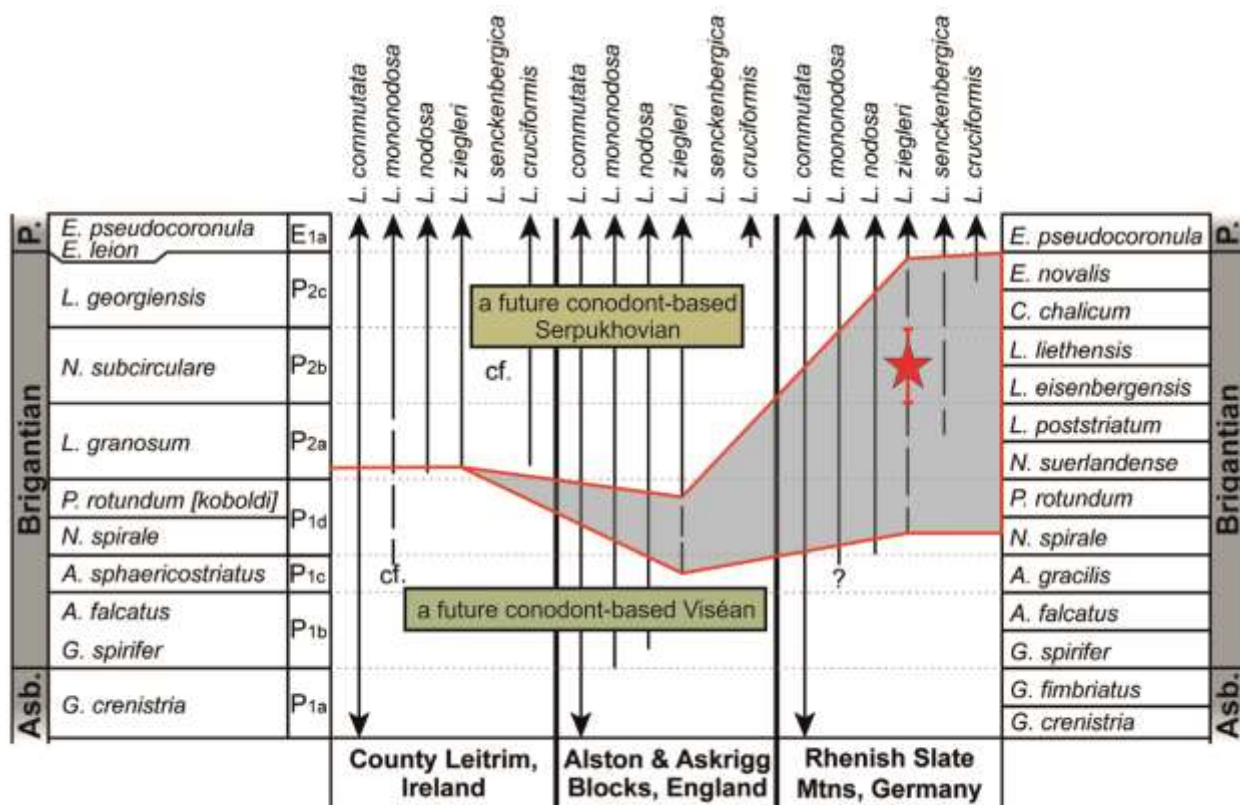 L. commutata
L. mononodosa
L. nodosa
L. ziegleri
L. senckenbergica
L. cruciformis
L. commutata
L. mononodosa
L. nodosa
L. ziegleri
L. senckenbergica
L. cruciformis
L. commutata
L. mononodosa
L. nodosa
L. ziegleri
L. senckenbergica
L. cruciformis
P.
Brigantian
Asb.
E. pseudocoronula
E. leion
E1a
L. georgiensis
P2c
N. subcirculare
P2b
L. granosum
P2a
P. rotundum [koboldi]
N. spirale
P1d
A. sphaericostriatus
P1c
A. falcatus
G. spirifer
P1b
G. crenistria
P1a
a future conodont-based
Serpukhovian
cf.
cf.
?
a future conodont-based Viséan
E. pseudocoronula
E. novalis
C. chalicum
L. liethensis
L. eisenbergensis
L. poststriatum
N. suerlandense
P. rotundum
N. spirale
A. gracilis
A. falcatus
G. spirifer
G. fimbriatus
G. crenistria
P.
Brigantian
Asb.
County Leitrim,
Ireland
Alston & Askrigg
Blocks, England
Rhenish Slate
Mtns, Germany